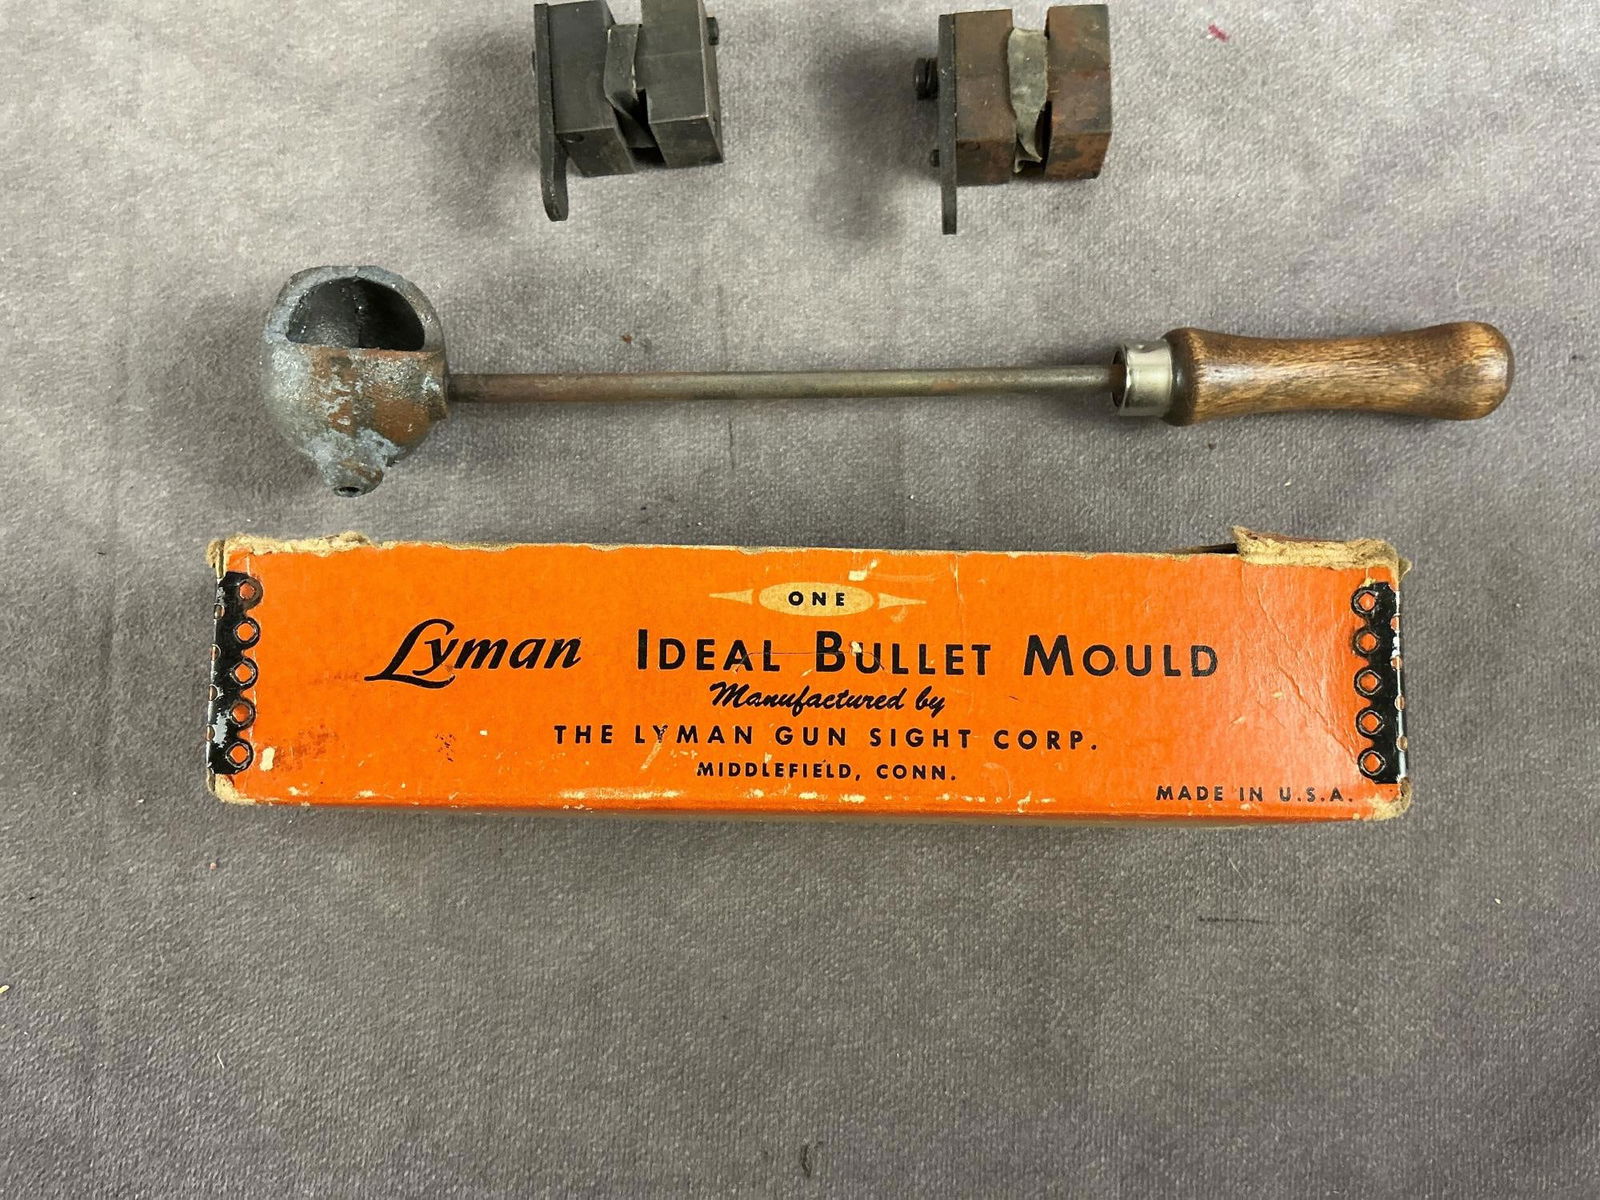 ONE
Lyman IDEAL BULLET MOULD
Manufactured by
THE LYMAN GUN SIGHT CORP.
MIDDLEFIELD, CONN.
MADE IN U.S.A.